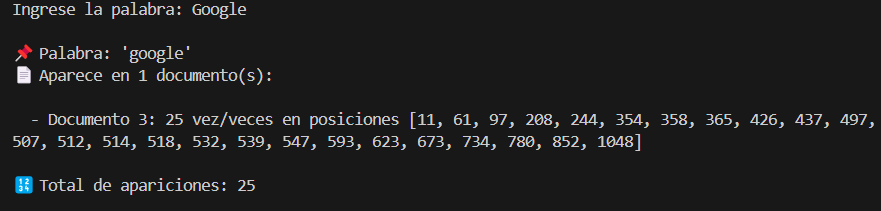 Ingrese la palabra: Google
📌 Palabra: 'google'
📄 Aparece en 1 documento(s):
- Documento 3: 25 vez/veces en posiciones [11, 61, 97, 208, 244, 354, 358, 365, 426, 437, 497,
507, 512, 514, 518, 532, 539, 547, 593, 623, 673, 734, 780, 852, 1048]
🔢 Total de apariciones: 25